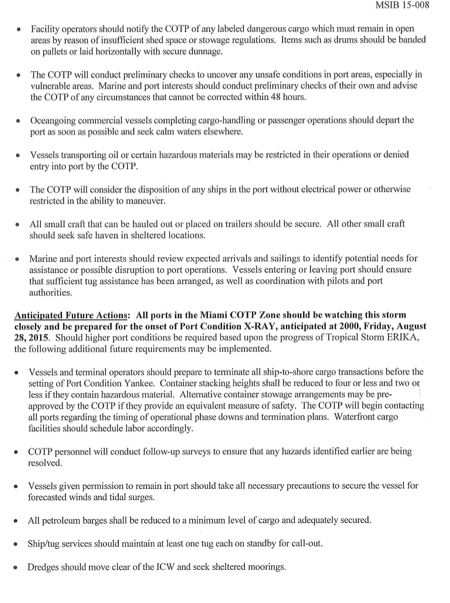 MSIB 15-008
• Facility operators should notify the COTP of any labeled dangerous cargo which must remain in open
areas by reason of insufficient shed space or stowage regulations. Items such as drums should be banded
on pallets or laid horizontally with secure dunnage.
• The COTP will conduct preliminary checks to uncover any unsafe conditions in port areas, especially in
vulnerable areas. Marine and port interests should conduct preliminary checks of their own and advise
the COTP of any circumstances that cannot be corrected within 48 hours.
• Oceangoing commercial vessels completing cargo-handling or passenger operations should depart the
port as soon as possible and seek calm waters elsewhere.
• Vessels transporting oil or certain hazardous materials may be restricted in their operations or denied
entry into port by the COTP.
• The COTP will consider the disposition of any ships in the port without electrical power or otherwise
restricted in the ability to maneuver.
• All small craft that can be hauled out or placed on trailers should be secure. All other small craft
should seek safe haven in sheltered locations.
• Marine and port interests should review expected arrivals and sailings to identify potential needs for
assistance or possible disruption to port operations. Vessels entering or leaving port should ensure
that sufficient tug assistance has been arranged, as well as coordination with pilots and port
authorities.
Anticipated Future Actions: All ports in the Miami COTP Zone should be watching this storm
closely and be prepared for the onset of Port Condition X-RAY, anticipated at 2000, Friday, August
28, 2015. Should higher port conditions be required based upon the progress of Tropical Storm ERIKA,
the following additional future requirements may be implemented.
• Vessels and terminal operators should prepare to terminate all ship-to-shore cargo transactions before the
setting of Port Condition Yankee. Container stacking heights shall be reduced to four or less and two or
less if they contain hazardous material. Alternative container stowage arrangements may be pre-
approved by the COTP if they provide an equivalent measure of safety. The COTP will begin contacting
all ports regarding the timing of operational phase downs and termination plans. Waterfront cargo
facilities should schedule labor accordingly.
• COTP personnel will conduct follow-up surveys to ensure that any hazards identified earlier are being
resolved.
• Vessels given permission to remain in port should take all necessary precautions to secure the vessel for
forecasted winds and tidal surges.
• All petroleum barges shall be reduced to a minimum level of cargo and adequately secured.
• Ship/tug services should maintain at least one tug each on standby for call-out.
• Dredges should move clear of the ICW and seek sheltered moorings.